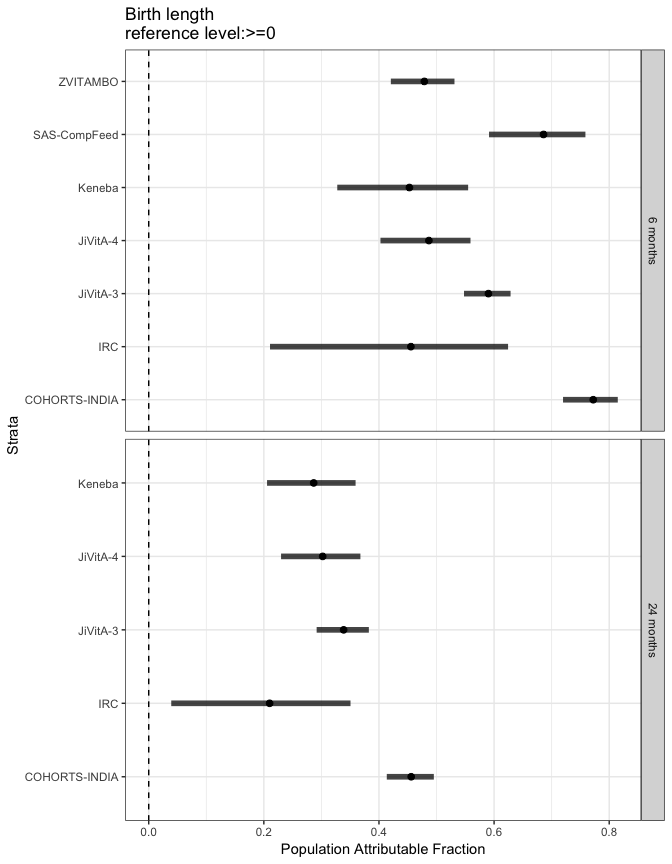 Birth length
reference level:>=0
ZVITAMBO
SAS-CompFeed
Keneba
JiVitA-4
JiVitA-3
IRC
COHORTS-INDIA
6 months
Strata
Keneba
JiVitA-4
JiVitA-3
IRC
COHORTS-INDIA
24 months
0.0 0.2 0.4 0.6 0.8
Population Attributable Fraction